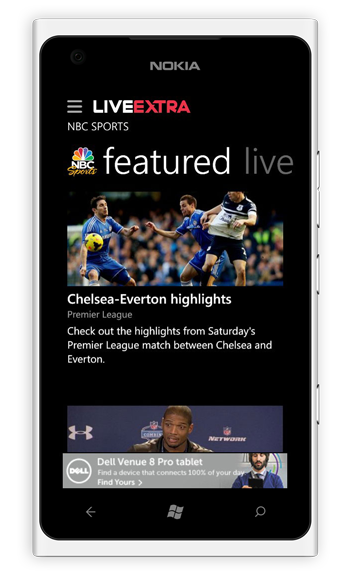 NOKIA
LIVEEXTRA
NBC SPORTS
NBC
Sports
featured live
Chelsea-Everton highlights
Premier League
Check out the highlights from Saturday's
Premier League match between Chelsea and
Everton.
NETWORK
DELL
Dell Venue 8 Pro tablet
Find a device that connects 100% of your day
Find Yours >